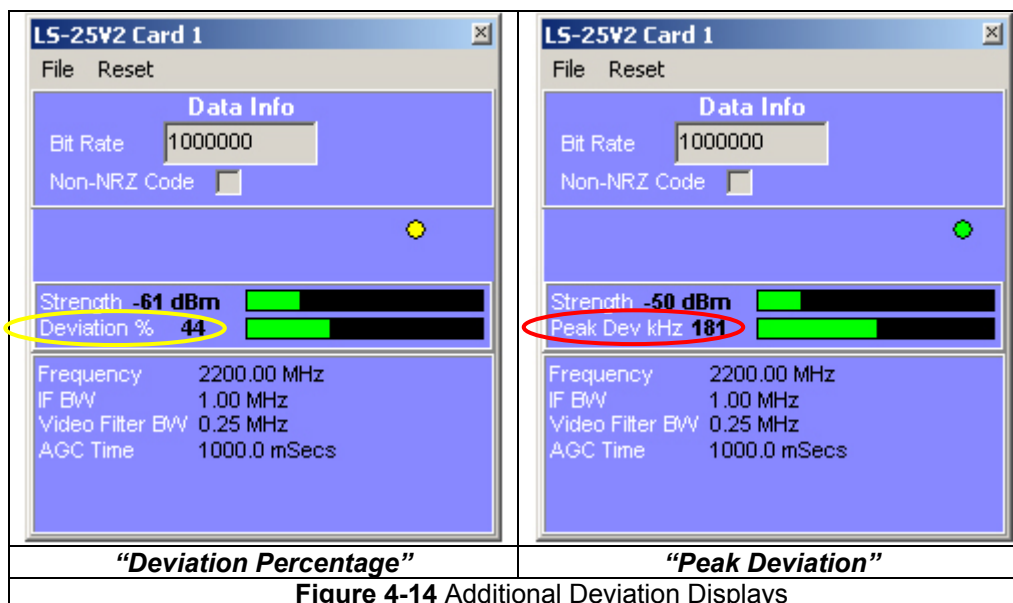 LS-25V2 Card 1
File Reset
Data Info
Bit Rate 1000000
Non-NRZ Code
Strength -61 dBm
Deviation % 44
Frequency 2200.00 MHz
IF BW 1.00 MHz
Video Filter BW 0.25 MHz
AGC Time 1000.0 mSecs
"Deviation Percentage"
LS-25V2 Card 1
File Reset
Data Info
Bit Rate 1000000
Non-NRZ Code
Strength -50 dBm
Peak Dev kHz 181
Frequency 2200.00 MHz
IF BW 1.00 MHz
Video Filter BW 0.25 MHz
AGC Time 1000.0 mSecs
"Peak Deviation"
Figure 4-14 Additional Deviation Displays